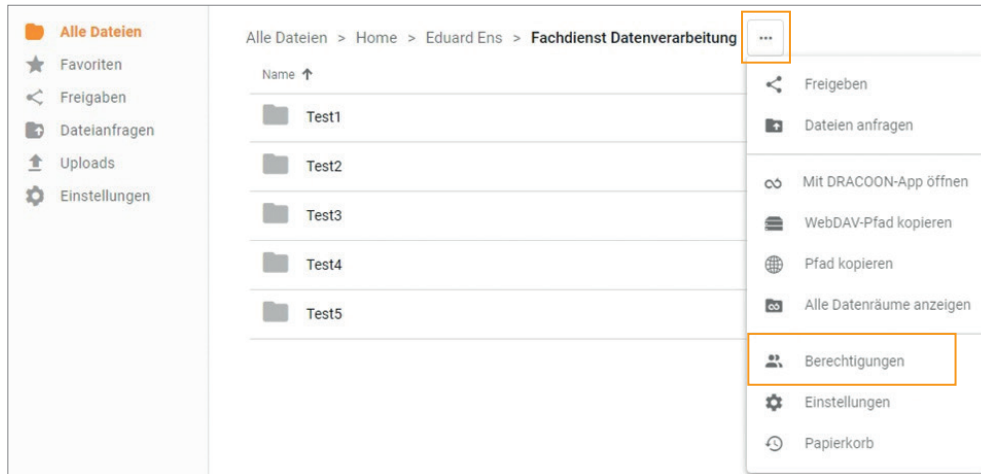 Alle Dateien
Favoriten
Freigaben
Dateianfragen
Uploads
Einstellungen
Alle Dateien > Home > Eduard Ens > Fachdienst Datenverarbeitung ...
Name ↑
Test1
Test2
Test3
Test4
Test5
Freigeben
Dateien anfragen
Mit DRACOON-App öffnen
WebDAV-Pfad kopieren
Pfad kopieren
Alle Datenräume anzeigen
Berechtigungen
Einstellungen
Papierkorb